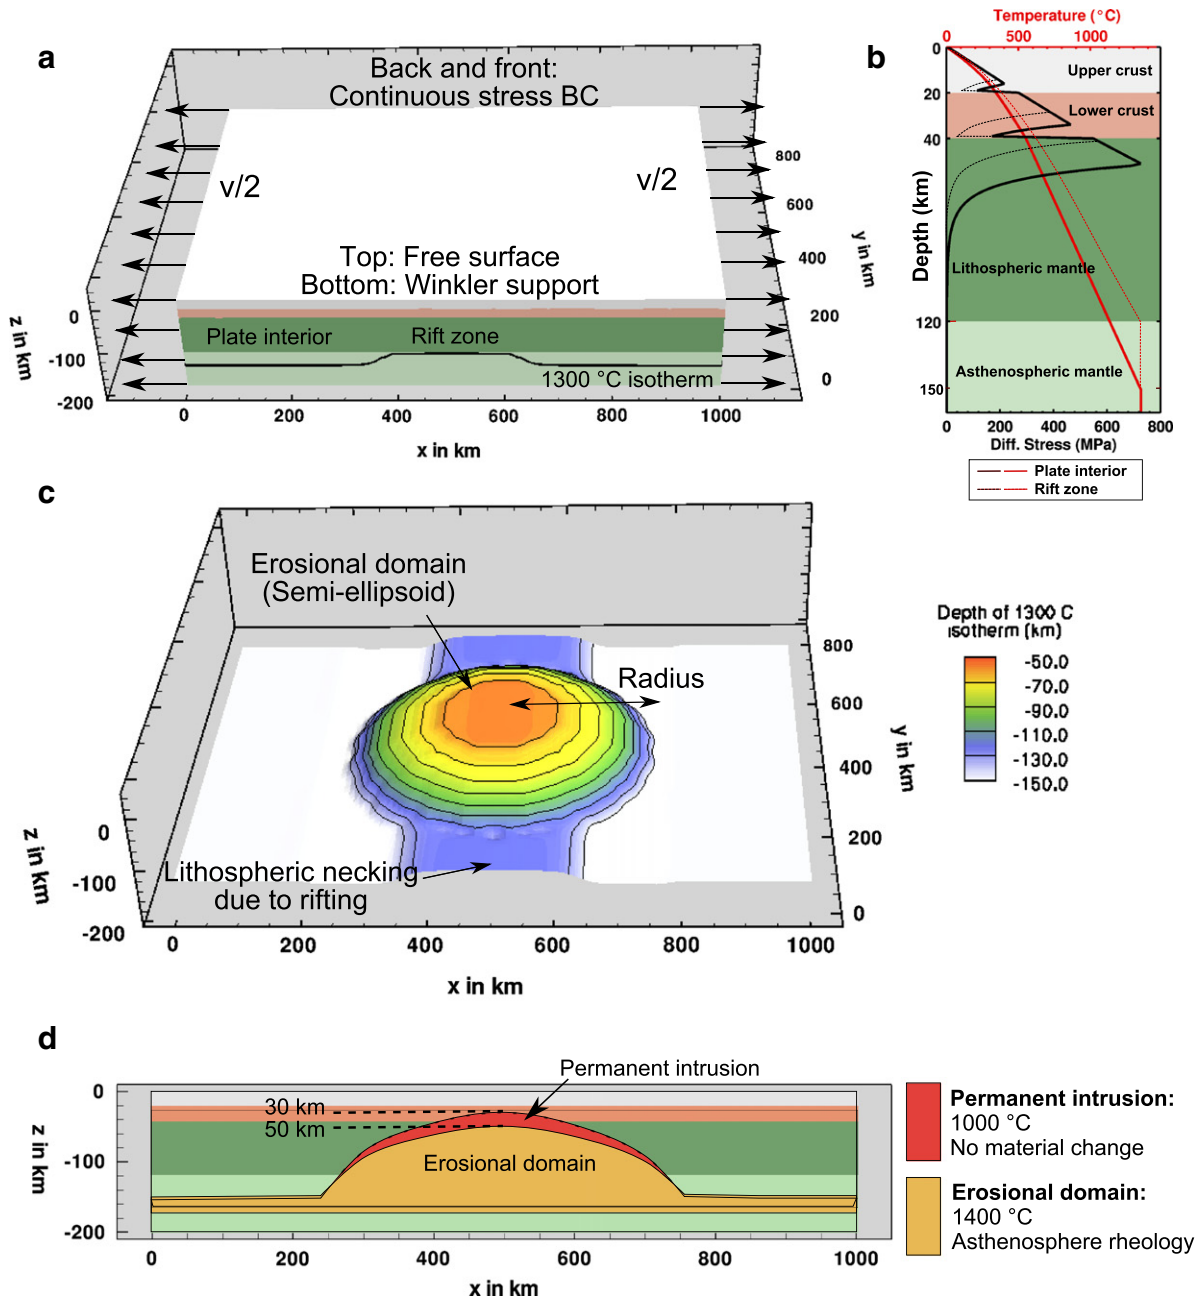 a
Back and front:
Continuous stress BC
v/2
v/2
Top: Free surface
Bottom: Winkler support
Plate interior
Rift zone
1300 °C isotherm
z in km
0
-100
-200
0
200
400
600
800
1000
x in km
0
200
400
600
800
y in km
b
Temperature (°C)
0
500
1000
Depth (km)
0
20
40
120
150
Upper crust
Lower crust
Lithospheric mantle
Asthenospheric mantle
0
200
400
600
800
Diff. Stress (MPa)
Plate interior
Rift zone
c
Erosional domain
(Semi-ellipsoid)
Radius
Lithospheric necking
due to rifting
z in km
0
-100
-200
0
200
400
600
800
1000
x in km
0
200
400
600
800
y in km
Depth of 1300 C
isotherm (km)
-50.0
-70.0
-90.0
-110.0
-130.0
-150.0
d
Permanent intrusion
30 km
50 km
Erosional domain
z in km
0
-100
-200
0
200
400
600
800
1000
x in km
Permanent intrusion:
1000 °C
No material change
Erosional domain:
1400 °C
Asthenosphere rheology